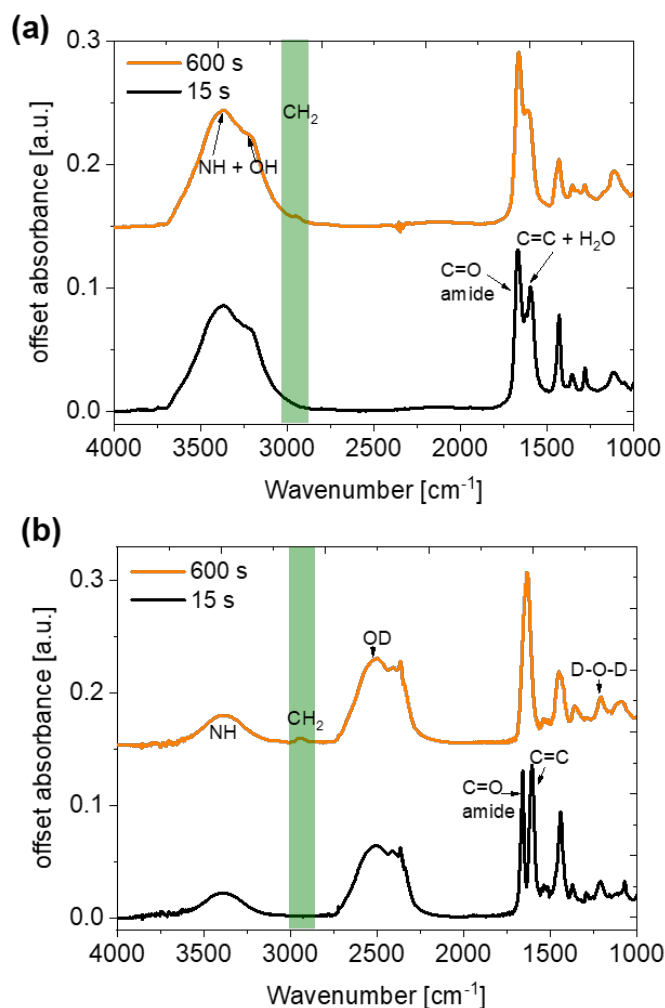 (a)
0.3
600 s
15 s
CH₂
0.2
NH + OH
C=C + H₂O
0.1
C=O
amide
0.0
4000 3500 3000 2500 2000 1500 1000
Wavenumber [cm⁻¹]
offset absorbance [a.u.]
(b)
0.3
600 s
15 s
OD
0.2
D-O-D
CH₂
NH
C=C
C=O
amide
0.1
0.0
4000 3500 3000 2500 2000 1500 1000
Wavenumber [cm⁻¹]
offset absorbance [a.u.]